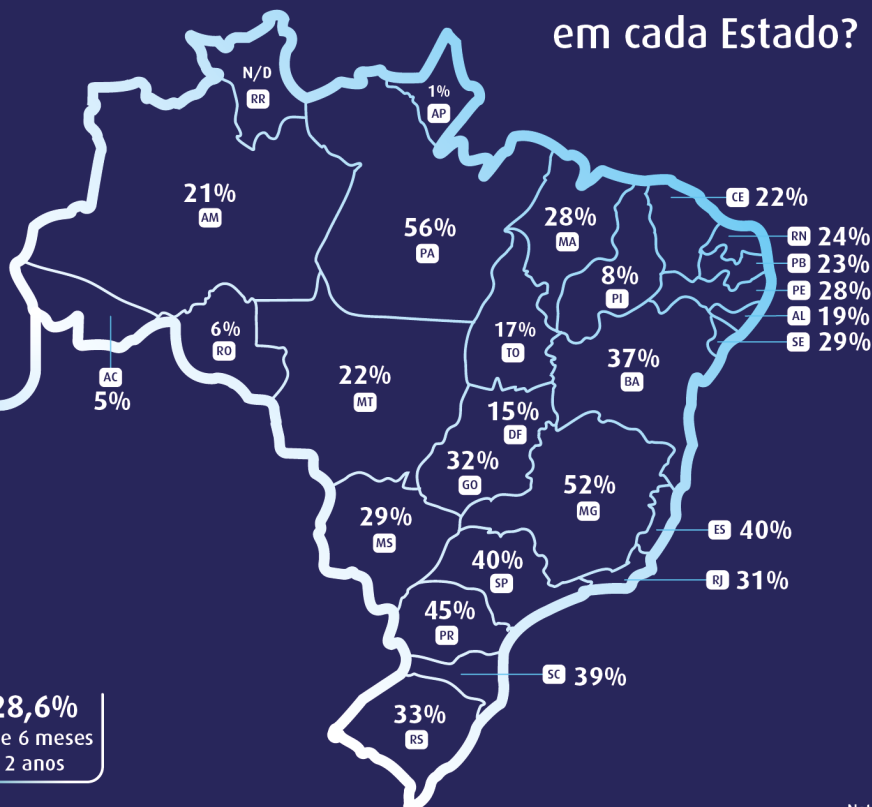 em cada Estado?
N/D
RR
1%
AP
21%
AM
56%
PA
28%
MA
8%
PI
CE 22%
RN 24%
PB 23%
PE 28%
AL 19%
SE 29%
6%
RO
AC
5%
22%
MT
17%
TO
37%
BA
15%
DF
32%
GO
52%
MG
29%
MS
40%
SP
ES 40%
RJ 31%
45%
PR
SC 39%
33%
RS
28,6%
e 6 meses
2 anos